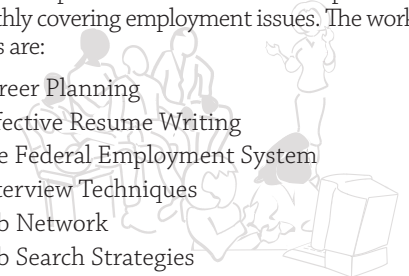 thly covering employment issues. The work
s are:
reer Planning
fective Resume Writing
e Federal Employment System
terview Techniques
b Network
b Search Strategies